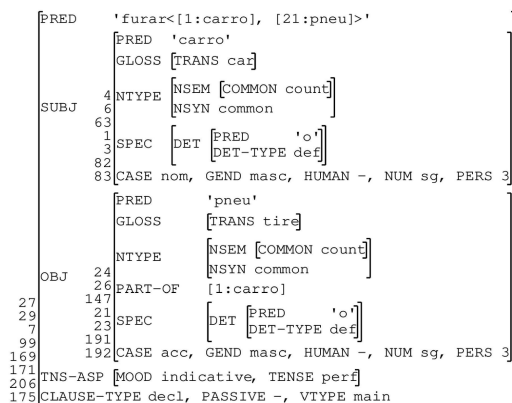 PRED 'furar<[1:carro], [21:pneu]>'
PRED 'carro'
GLOSS [TRANS car]
4 NTYPE [NSEM [COMMON count]
SUBJ 6 NSYN common]
63
1 SPEC [DET [PRED 'o'
3 DET-TYPE def]]
82
83 CASE nom, GEND masc, HUMAN -, NUM sg, PERS 3
PRED 'pneu'
GLOSS [TRANS tire]
NTYPE [NSEM [COMMON count]
OBJ 24 NSYN common]
26 PART-OF [1:carro]
147
27 21 SPEC [DET [PRED 'o'
29 23 DET-TYPE def]]
7 191
99 192 CASE acc, GEND masc, HUMAN -, NUM sg, PERS 3
169
171 TNS-ASP [MOOD indicative, TENSE perf]
206
175 CLAUSE-TYPE decl, PASSIVE -, VTYPE main